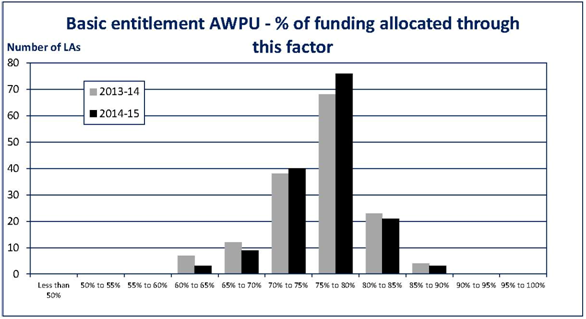 Basic entitlement AWPU - % of funding allocated through
this factor
Number of LAs
80
70
60
50
40
30
20
10
0
2013-14
2014-15
Less than
50%
50% to 55%
55% to 60%
60% to 65%
65% to 70%
70% to 75%
75% to 80%
80% to 85%
85% to 90%
90% to 95%
95% to 100%